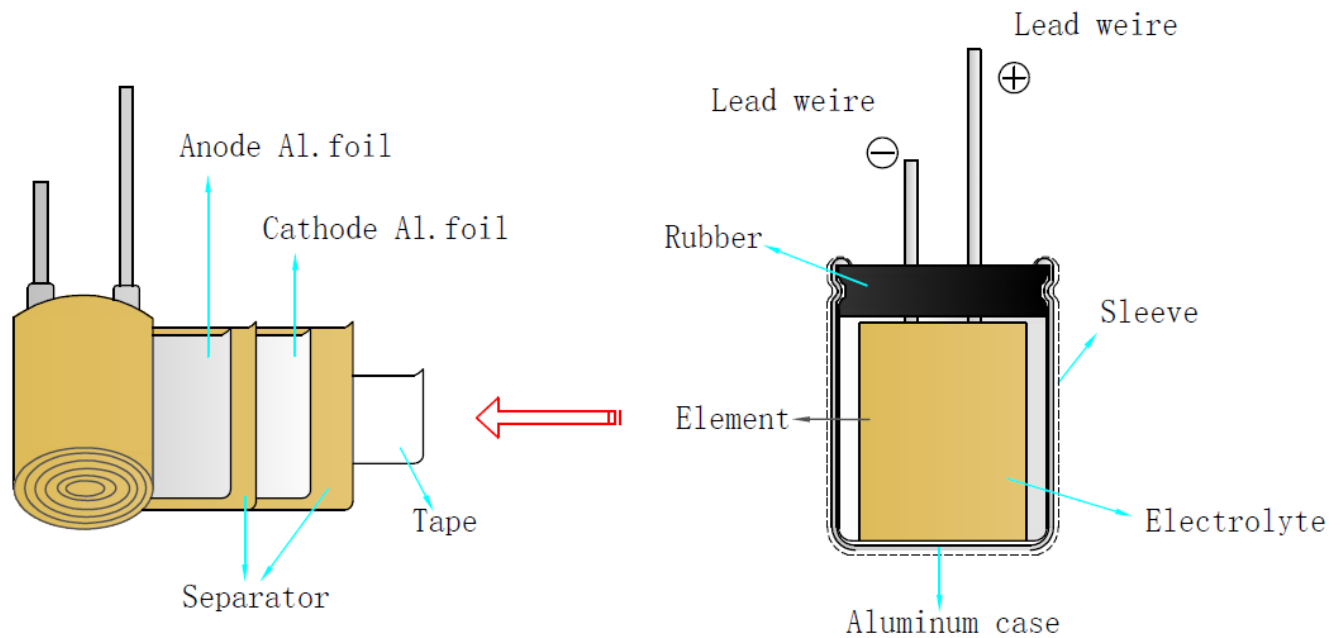 Lead weire
Lead weire
Anode Al.foil
Cathode Al.foil
Rubber
Sleeve
Element
Tape
Electrolyte
Separator
Aluminum case